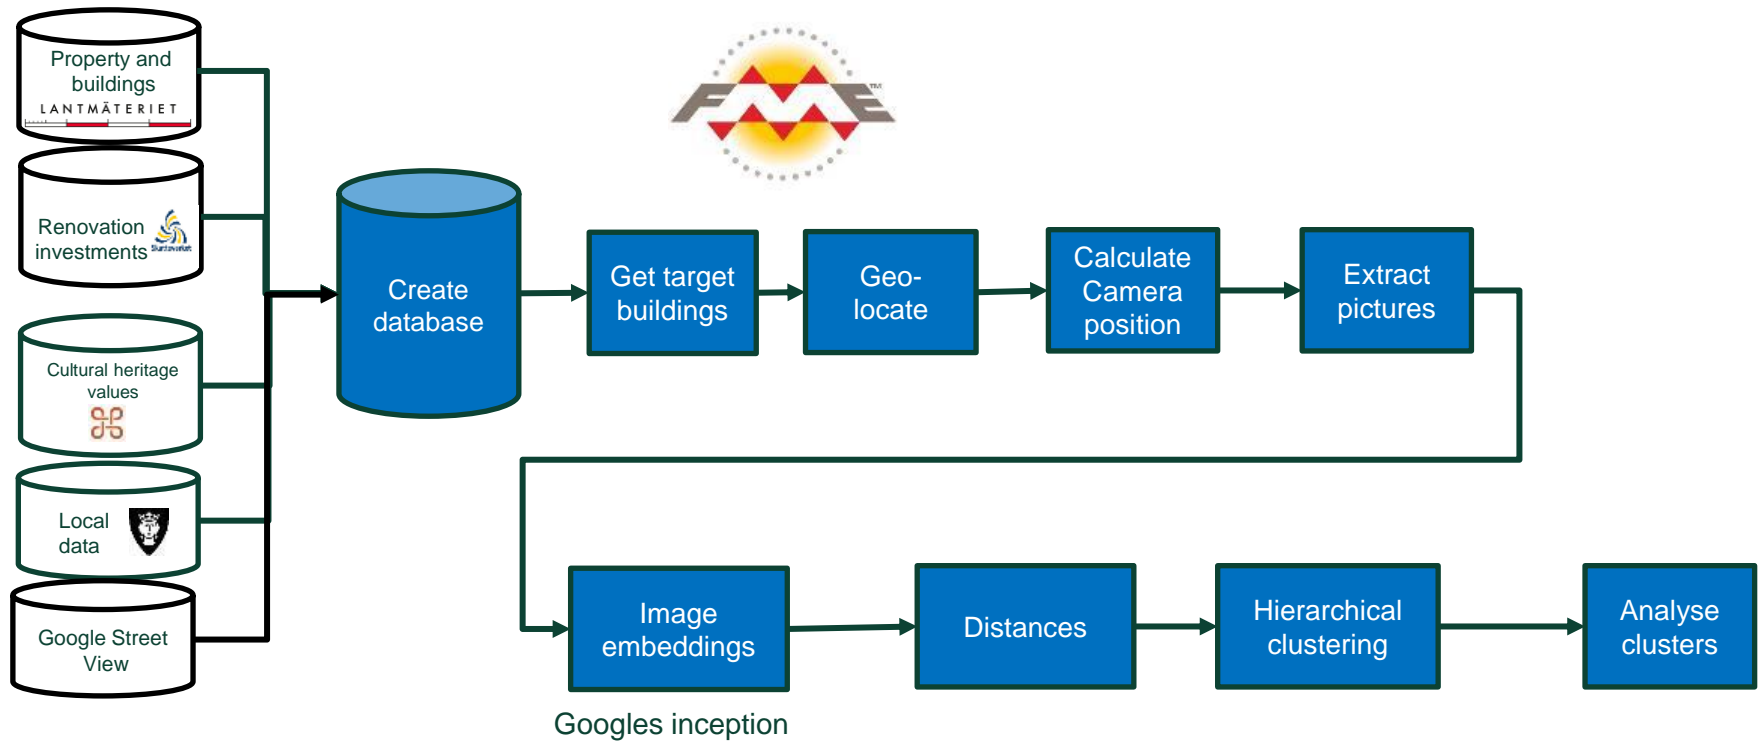 Property and
buildings
LANTMÄTERIET
Renovation
investments
Cultural heritage
values
Local
data
Google Street
View
Create
database
FME
TM
Get target
buildings
Geo-
locate
Calculate
Camera
position
Extract
pictures
Image
embeddings
Googles inception
Distances
Hierarchical
clustering
Analyse
clusters